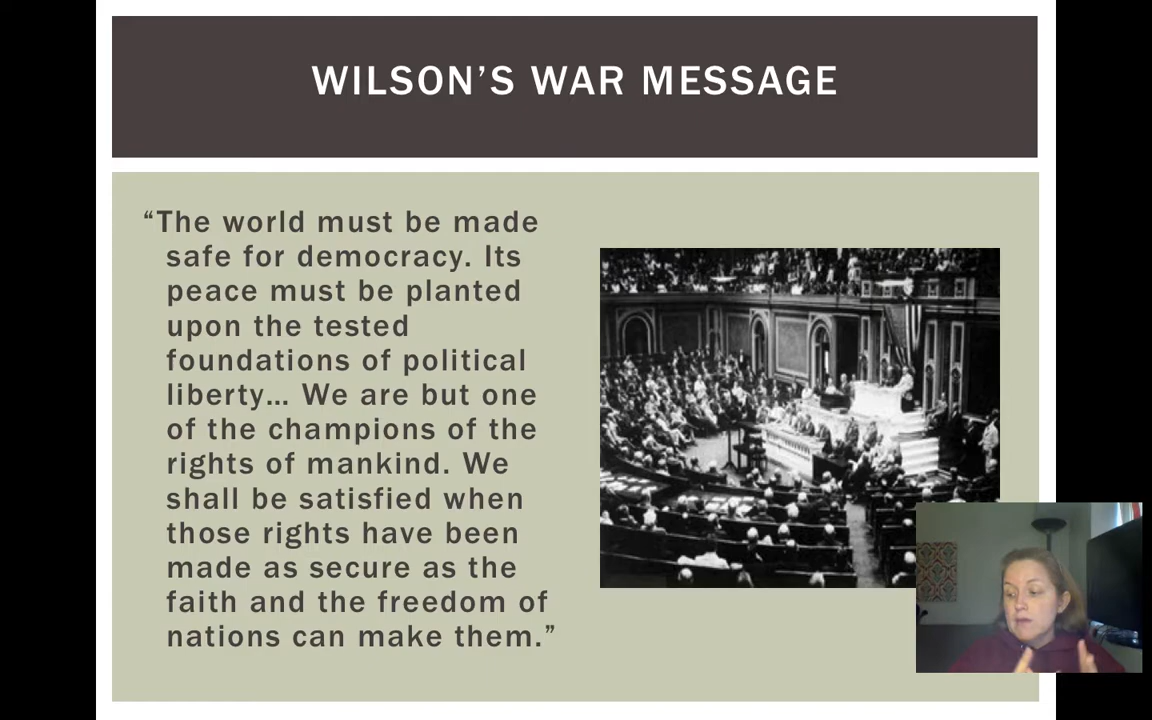 WILSON’S WAR MESSAGE
“The world must be made
safe for democracy. Its
peace must be planted
upon the tested
foundations of political
liberty… We are but one
of the champions of the
rights of mankind. We
shall be satisfied when
those rights have been
made as secure as the
faith and the freedom of
nations can make them.”